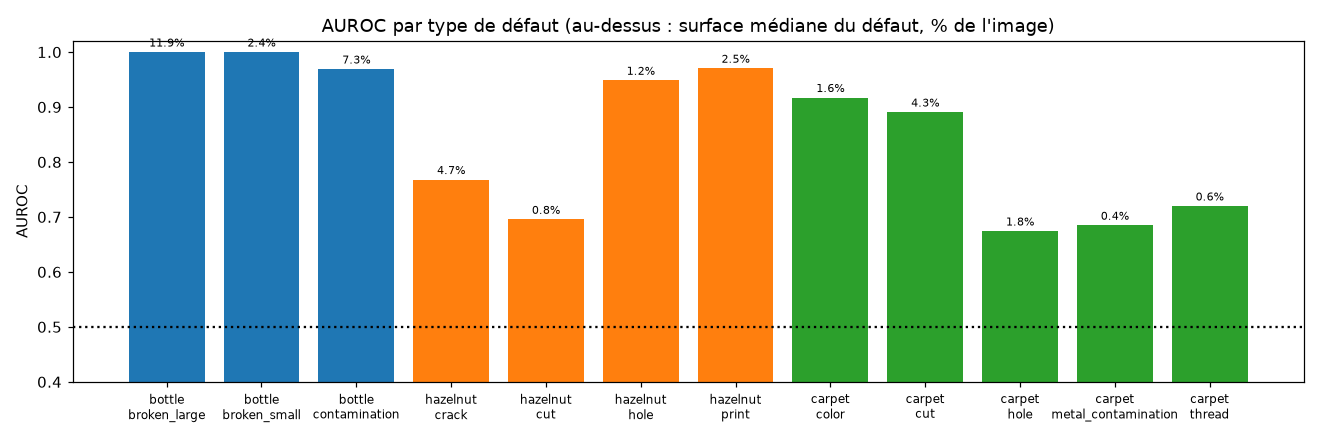 AUROC par type de défaut (au-dessus : surface médiane du défaut, % de l'image)
AUROC
1.0
0.9
0.8
0.7
0.6
0.5
0.4
11.9%
2.4%
7.3%
4.7%
0.8%
1.2%
2.5%
1.6%
4.3%
1.8%
0.4%
0.6%
bottle
broken_large
bottle
broken_small
bottle
contamination
hazelnut
crack
hazelnut
cut
hazelnut
hole
hazelnut
print
carpet
color
carpet
cut
carpet
hole
carpet
metal_contamination
carpet
thread